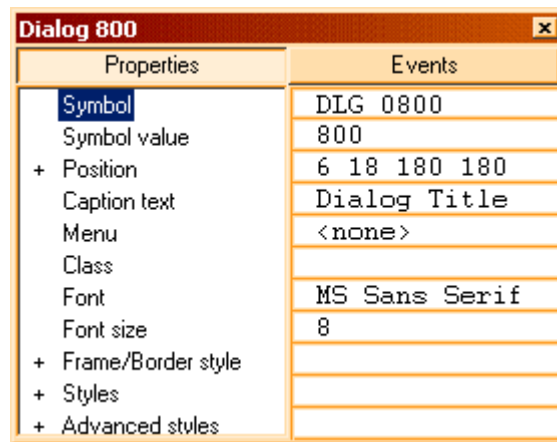 Dialog 800
Properties Events
Symbol DLG 0800
Symbol value 800
+ Position 6 18 180 180
Caption text Dialog Title
Menu <none>
Class
Font MS Sans Serif
Font size 8
+ Frame/Border style
+ Styles
+ Advanced styles